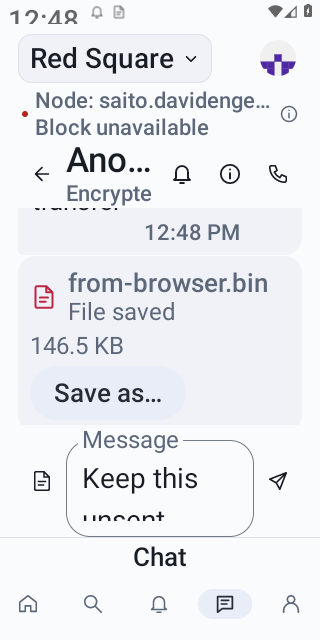 12:48
Red Square
Node: saito.davidenge…
Block unavailable
Ano…
Encrypte
12:48 PM
from-browser.bin
File saved
146.5 KB
Save as…
Message
Keep this
unsent
Chat